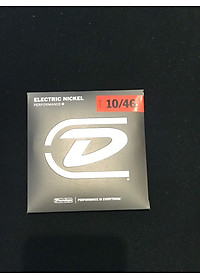 ELECTRIC NICKEL
PERFORMANCE+
10/46
D
PERFORMANCE IS EVERYTHING